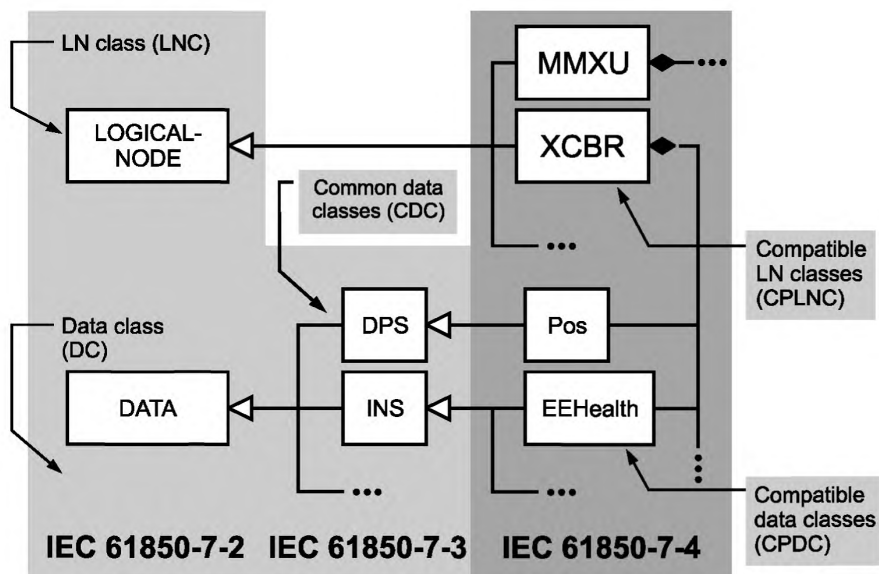 LN class (LNC)
MMXU
LOGICAL-
NODE
XCBR
Common data
classes (CDC)
Compatible
LN classes
(CPLNC)
Data class
(DC)
DPS
Pos
DATA
INS
EEHealth
Compatible
data classes
(CPDC)
IEC 61850-7-2
IEC 61850-7-3
IEC 61850-7-4